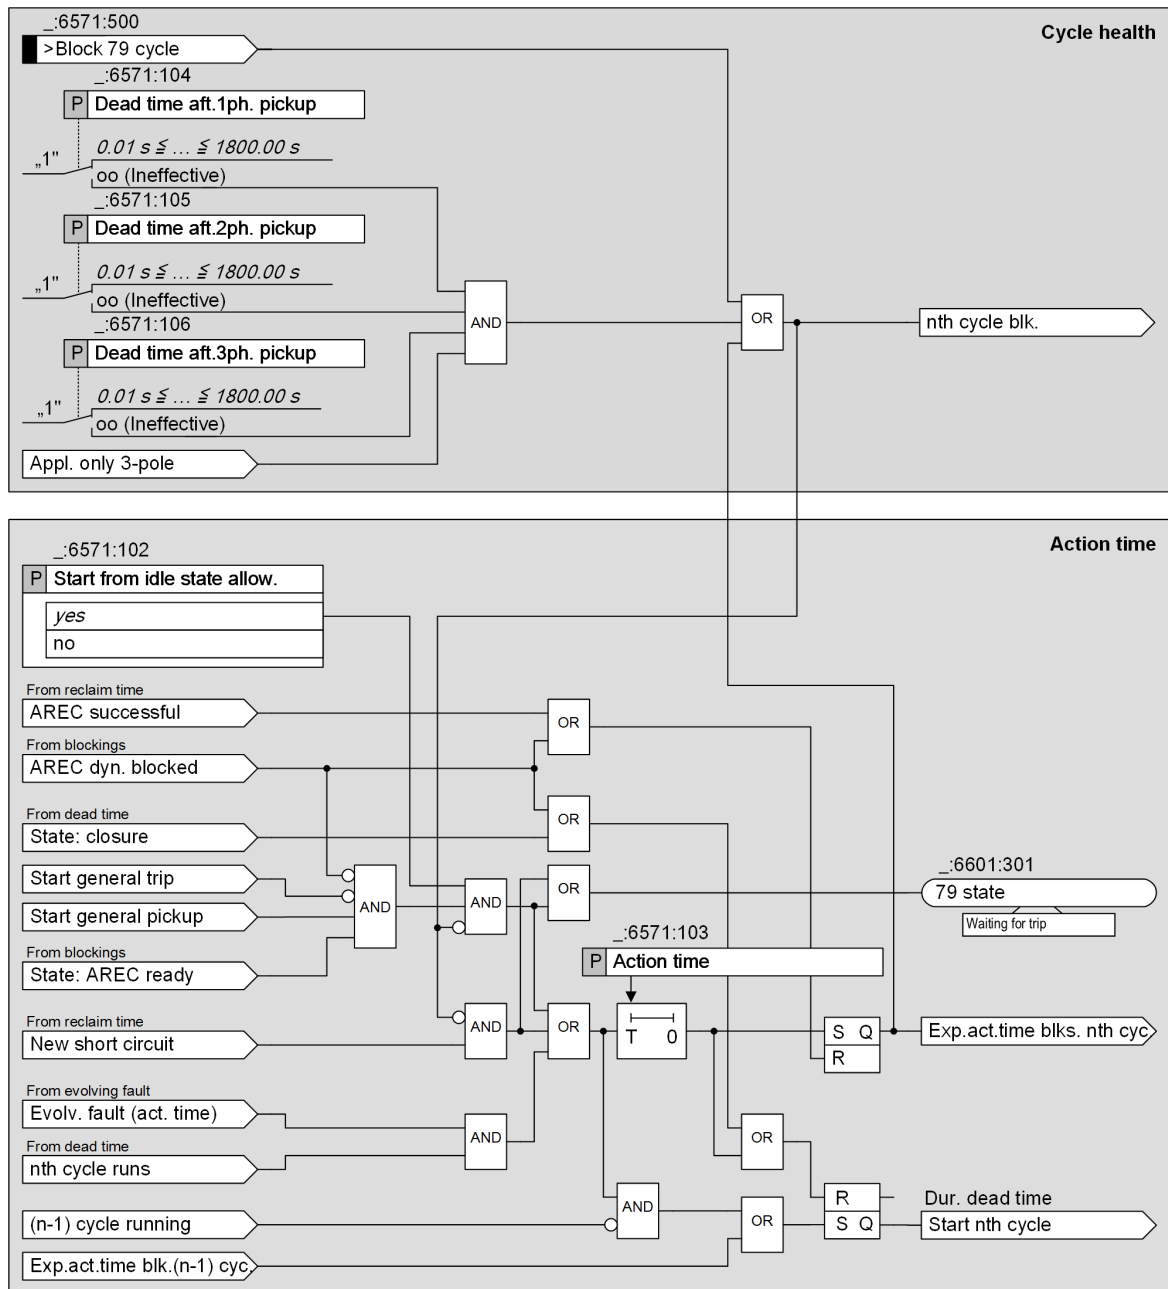 _:6571:500
Cycle health
>Block 79 cycle
_:6571:104
P Dead time aft.1ph. pickup
0.01 s ≦ ... ≦ 1800.00 s
„1"
oo (Ineffective)
_:6571:105
P Dead time aft.2ph. pickup
0.01 s ≦ ... ≦ 1800.00 s
„1"
oo (Ineffective)
_:6571:106
P Dead time aft.3ph. pickup
0.01 s ≦ ... ≦ 1800.00 s
„1"
oo (Ineffective)
Appl. only 3-pole
AND
OR
nth cycle blk.
Action time
_:6571:102
P Start from idle state allow.
yes
no
From reclaim time
AREC successful
OR
From blockings
AREC dyn. blocked
From dead time
State: closure
OR
Start general trip
Start general pickup
AND
AND
OR
_:6601:301
79 state
Waiting for trip
From blockings
State: AREC ready
_:6571:103
P Action time
From reclaim time
New short circuit
AND
OR
T 0
S Q
R
Exp.act.time blks. nth cyc
From evolving fault
Evolv. fault (act. time)
From dead time
nth cycle runs
AND
OR
(n-1) cycle running
AND
Exp.act.time blk.(n-1) cyc.
OR
R
S Q
Dur. dead time
Start nth cycle